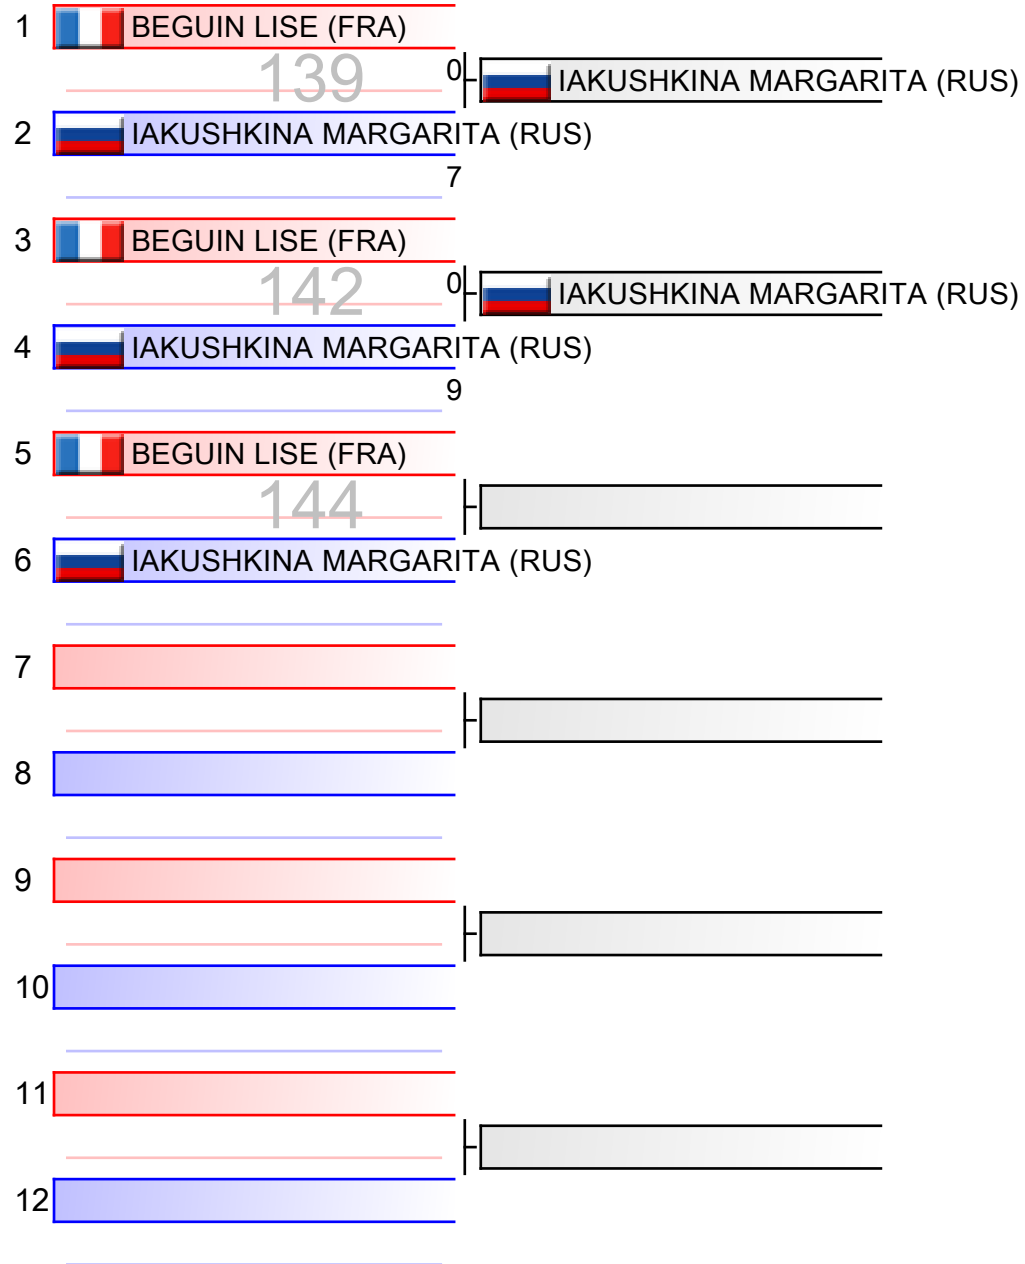 1 BEGUIN LISE (FRA)
139 0 IAKUSHKINA MARGARITA (RUS)
2 IAKUSHKINA MARGARITA (RUS)
7
3 BEGUIN LISE (FRA)
142 0 IAKUSHKINA MARGARITA (RUS)
4 IAKUSHKINA MARGARITA (RUS)
9
5 BEGUIN LISE (FRA)
144
6 IAKUSHKINA MARGARITA (RUS)
7
8
9
10
11
12